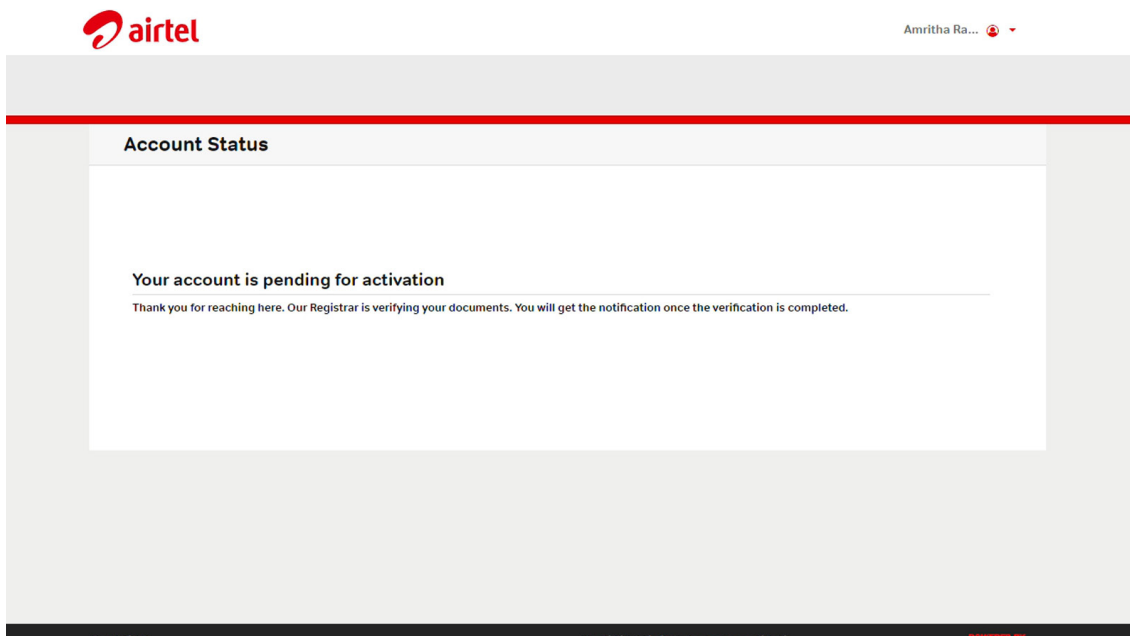 airtel
Amritha Ra...
Account Status
Your account is pending for activation
Thank you for reaching here. Our Registrar is verifying your documents. You will get the notification once the verification is completed.